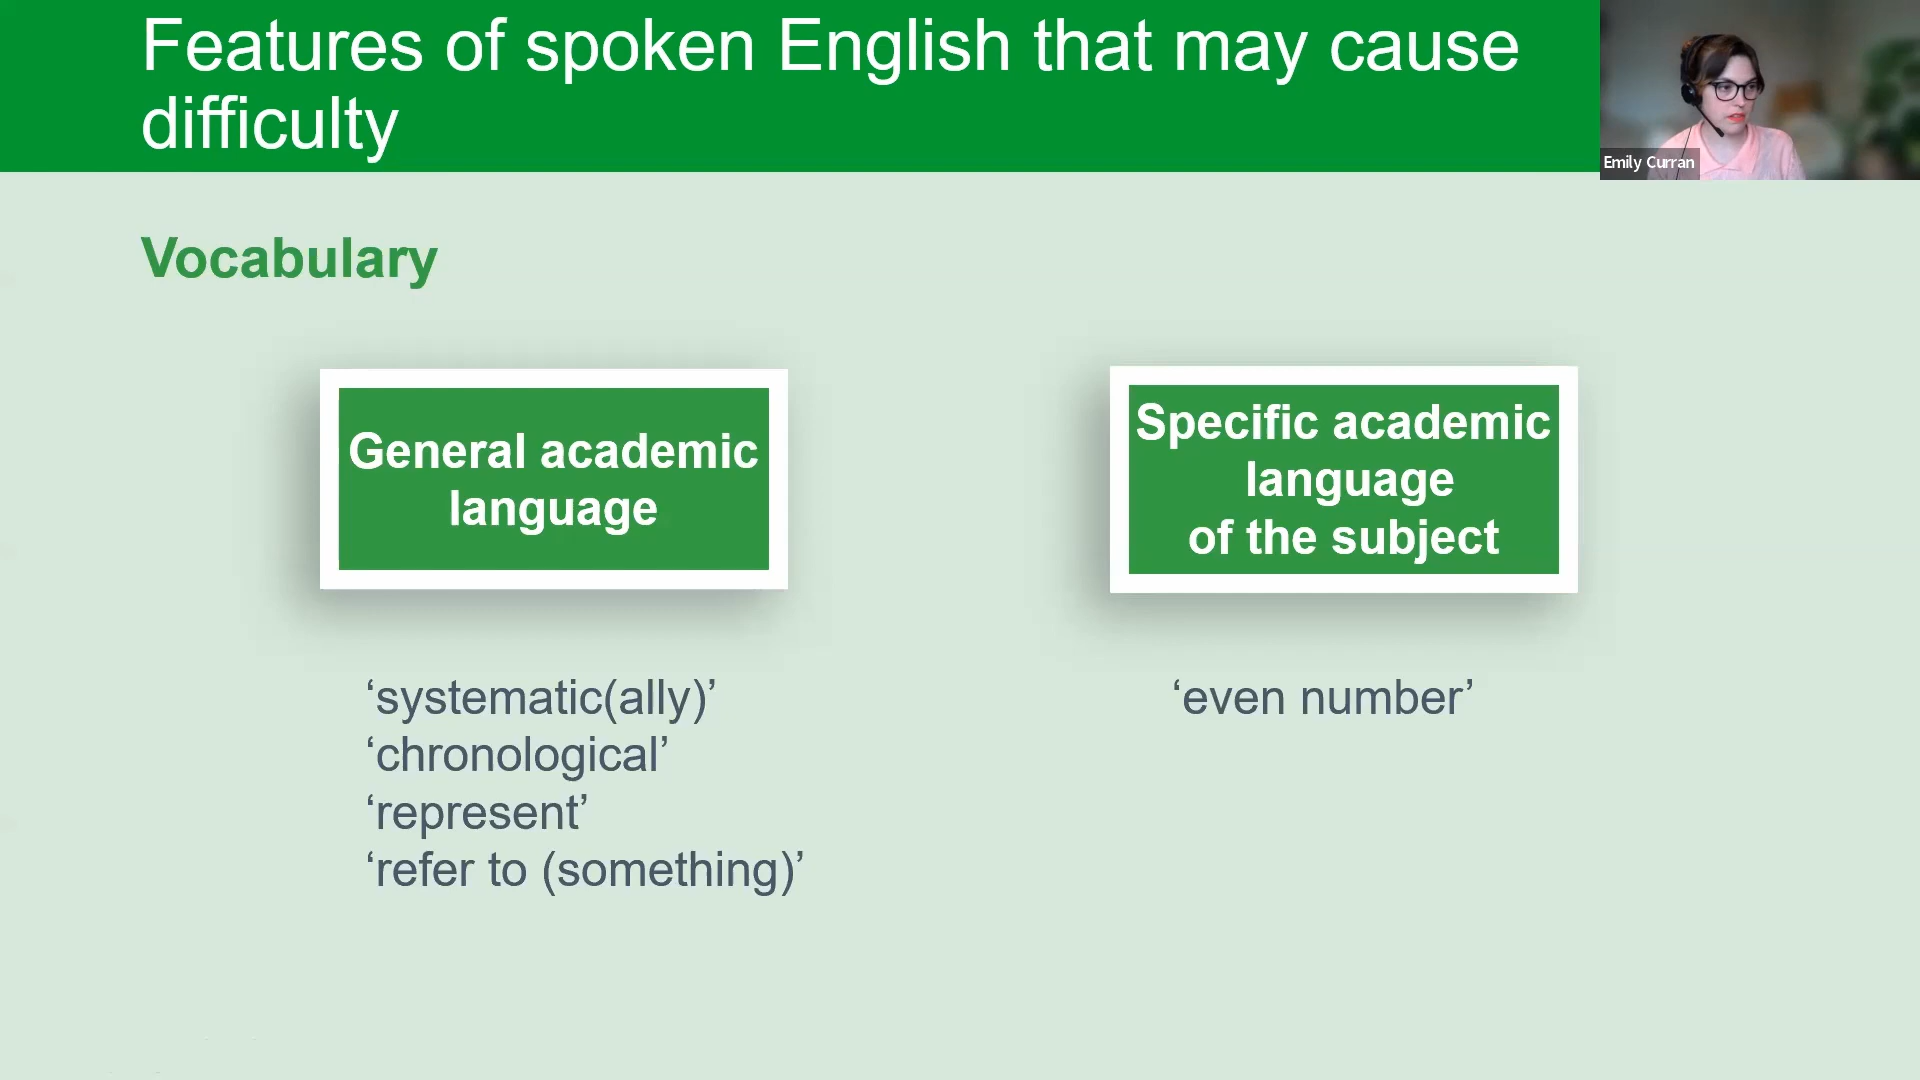 Features of spoken English that may cause
difficulty
Emily Curran
Vocabulary
General academic
language
Specific academic
language
of the subject
‘systematic(ally)’
‘chronological’
‘represent’
‘refer to (something)’
‘even number’